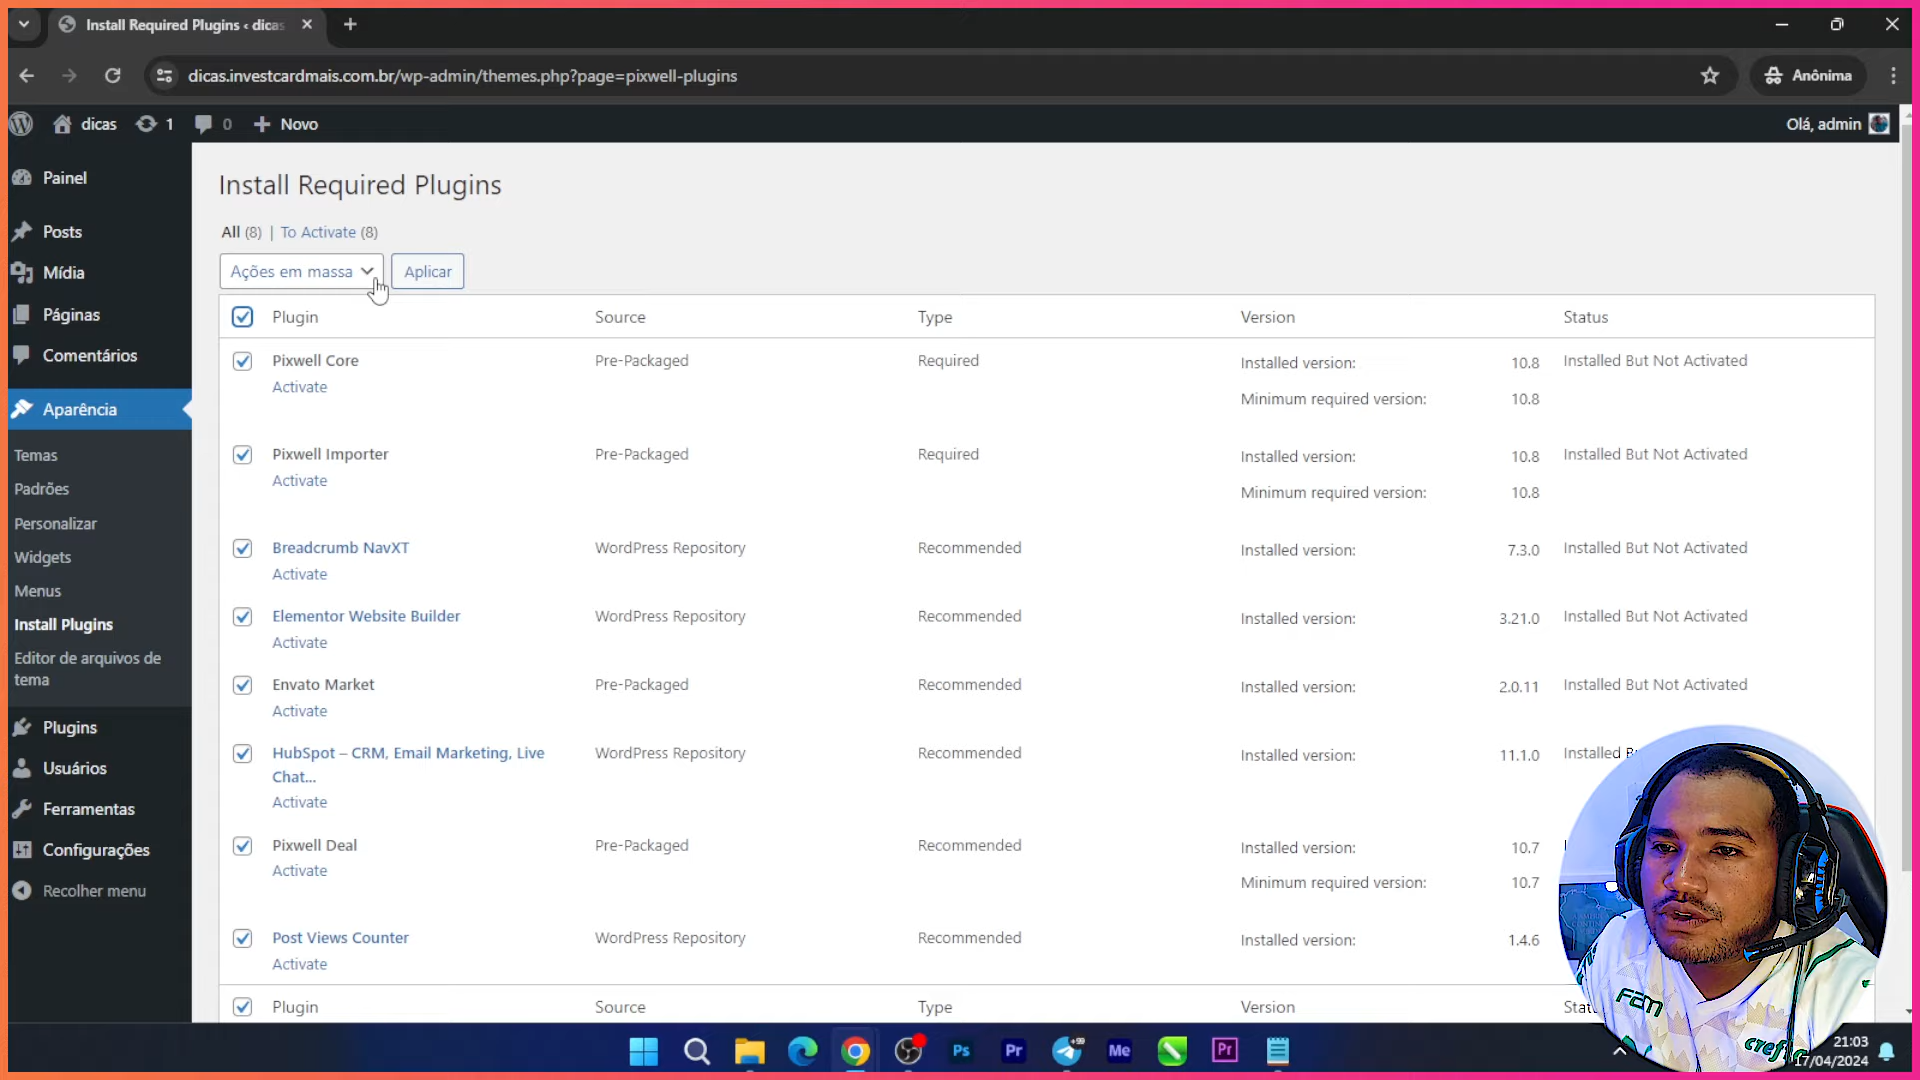 Install Required Plugins ‹ dicas
dicas.investcardmais.com.br/wp-admin/themes.php?page=pixwell-plugins
Anônima
dicas
1
0
Novo
Olá, admin
Painel
Posts
Mídia
Páginas
Comentários
Aparência
Temas
Padrões
Personalizar
Widgets
Menus
Install Plugins
Editor de arquivos de
tema
Plugins
Usuários
Ferramentas
Configurações
Recolher menu
Install Required Plugins
All (8) | To Activate (8)
Ações em massa
Aplicar
Plugin Source Type Version Status
Pixwell Core Pre-Packaged Required Installed version: 10.8 Installed But Not Activated
Activate
Minimum required version: 10.8
Pixwell Importer Pre-Packaged Required Installed version: 10.8 Installed But Not Activated
Activate
Minimum required version: 10.8
Breadcrumb NavXT WordPress Repository Recommended Installed version: 7.3.0 Installed But Not Activated
Activate
Elementor Website Builder WordPress Repository Recommended Installed version: 3.21.0 Installed But Not Activated
Activate
Envato Market Pre-Packaged Recommended Installed version: 2.0.11 Installed But Not Activated
Activate
HubSpot – CRM, Email Marketing, Live WordPress Repository Recommended Installed version: 11.1.0 Installed
Chat...
Activate
Pixwell Deal Pre-Packaged Recommended Installed version: 10.7
Activate
Minimum required version: 10.7
Post Views Counter WordPress Repository Recommended Installed version: 1.4.6
Activate
Plugin Source Type Version
FAM
crefisa
Ps
Pr
+99
Me
Pr
21:03
17/04/2024